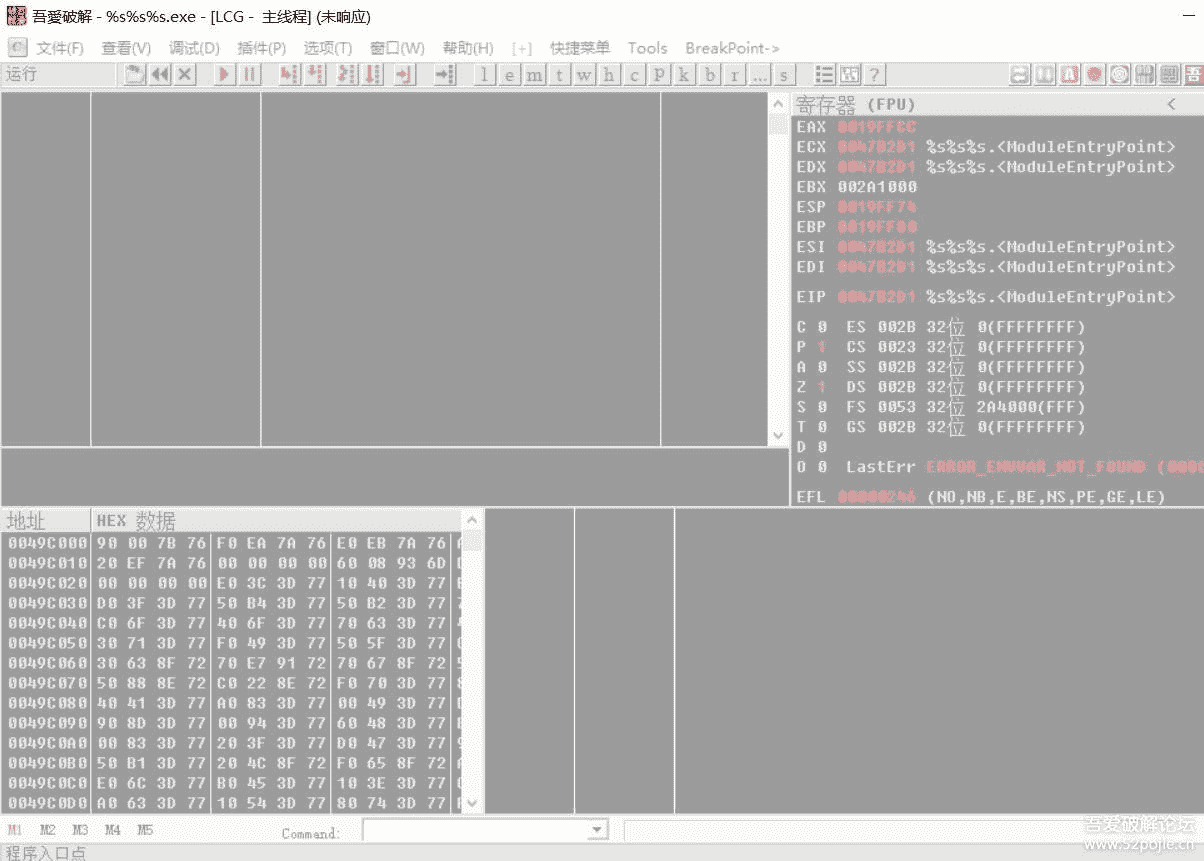 吾愛破解 - %s%s%s.exe - [LCG - 主线程] (未响应)
文件(F) 查看(V) 调试(D) 插件(P) 选项(T) 窗口(W) 帮助(H) [+] 快捷菜单 Tools BreakPoint->
运行 l e m t w h c P k b r ... s ?
寄存器 (FPU) <
EAX 0019FFCC
ECX 0047B2D1 %s%s%s.<ModuleEntryPoint>
EDX 0047B2D1 %s%s%s.<ModuleEntryPoint>
EBX 002A1000
ESP 0019FF74
EBP 0019FF80
ESI 0047B2D1 %s%s%s.<ModuleEntryPoint>
EDI 0047B2D1 %s%s%s.<ModuleEntryPoint>
EIP 0047B2D1 %s%s%s.<ModuleEntryPoint>
C 0 ES 002B 32位 0(FFFFFFFF)
P 1 CS 0023 32位 0(FFFFFFFF)
A 0 SS 002B 32位 0(FFFFFFFF)
Z 1 DS 002B 32位 0(FFFFFFFF)
S 0 FS 0053 32位 2A4000(FFF)
T 0 GS 002B 32位 0(FFFFFFFF)
D 0
O 0 LastErr ERROR_ENVVAR_NOT_FOUND (000
EFL 00000246 (NO,NB,E,BE,NS,PE,GE,LE)
地址 HEX 数据
0049C000 90 00 7B 76 F0 EA 7A 76 E0 EB 7A 76
0049C010 20 EF 7A 76 00 00 00 00 60 08 93 6D
0049C020 00 00 00 00 E0 3C 3D 77 10 40 3D 77
0049C030 D0 3F 3D 77 50 B4 3D 77 50 B2 3D 77
0049C040 C0 6F 3D 77 40 6F 3D 77 70 63 3D 77
0049C050 30 71 3D 77 F0 49 3D 77 50 5F 3D 77
0049C060 30 63 8F 72 70 E7 91 72 70 67 8F 72
0049C070 50 88 8E 72 C0 22 8E 72 F0 70 3D 77
0049C080 40 41 3D 77 A0 83 3D 77 00 49 3D 77
0049C090 90 8D 3D 77 00 94 3D 77 60 48 3D 77
0049C0A0 00 83 3D 77 20 3F 3D 77 D0 47 3D 77
0049C0B0 50 B1 3D 77 20 4C 8F 72 F0 65 8F 72
0049C0C0 E0 6C 3D 77 B0 45 3D 77 10 3E 3D 77
0049C0D0 A0 63 3D 77 10 54 3D 77 80 74 3D 77
M1 M2 M3 M4 M5 Command:
程序入口点
吾爱破解论坛
www.52pojie.cn